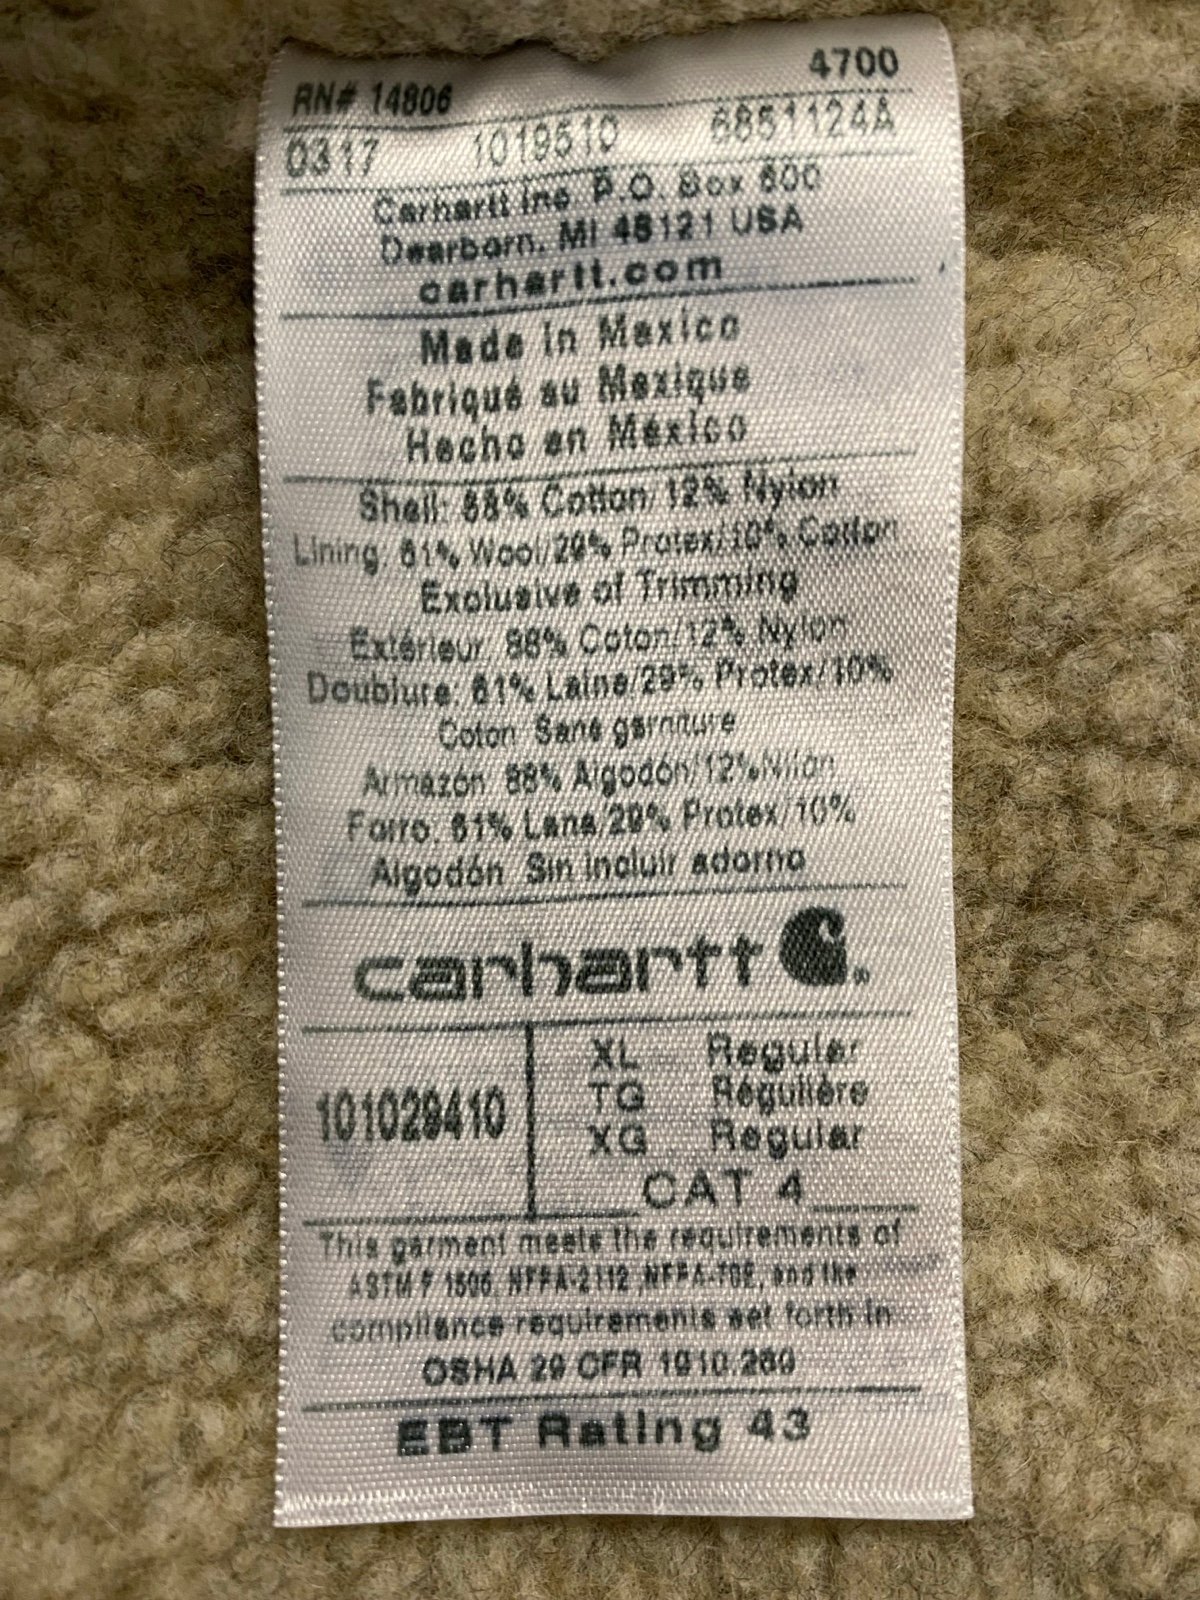 4700
RN# 14806
0317 1019510 6851124A
Carhartt Inc. P.O. Box 600
Dearborn, MI 48121 USA
carhartt.com
Made in Mexico
Fabriqué au Mexique
Hecho en México
Shell: 88% Cotton/12% Nylon
Lining: 61% Wool/29% Protex/10% Cotton
Exclusive of Trimming
Extérieur: 88% Coton/12% Nylon
Doublure: 61% Laine/29% Protex/10%
Coton Sans garniture
Armazón: 88% Algodón/12% Nilón
Forro: 61% Lana/29% Protex/10%
Algodón Sin incluir adorno
carhartt
101029410
XL Regular
TG Régulière
XG Regular
CAT 4
This garment meets the requirements of
ASTM F 1506, NFPA-2112, NFPA-70E, and the
compliance requirements set forth in
OSHA 29 CFR 1910.269
EBT Rating 43